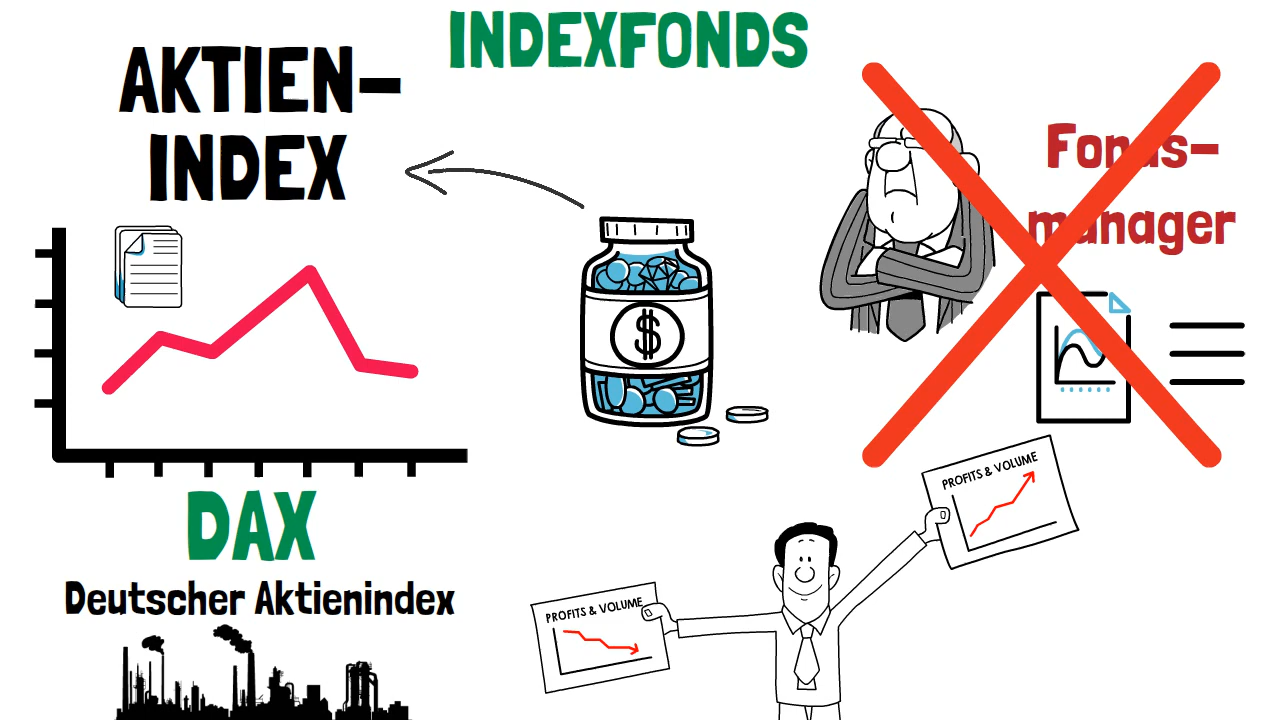 INDEXFONDS
AKTIEN-
INDEX
Fonds-
manager
$
DAX
Deutscher Aktienindex
PROFITS & VOLUME
PROFITS & VOLUME